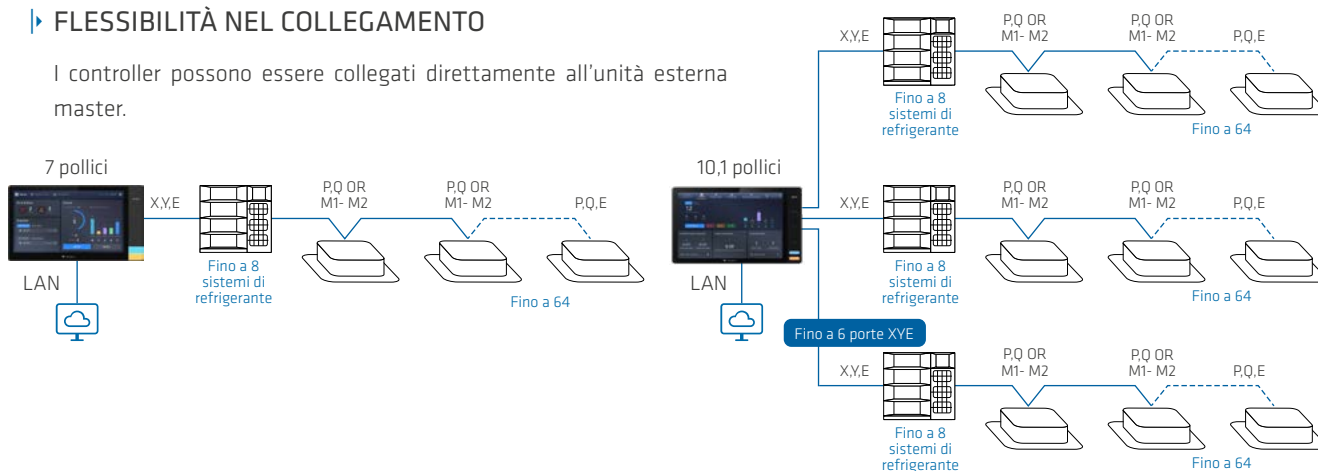 FLESSIBILITÀ NEL COLLEGAMENTO
I controller possono essere collegati direttamente all'unità esterna
master.
7 pollici
X,Y,E
P,Q OR
M1- M2
P,Q OR
M1- M2
P,Q,E
LAN
Fino a 8
sistemi di
refrigerante
Fino a 64
10,1 pollici
LAN
Fino a 6 porte XYE
X,Y,E
P,Q OR
M1- M2
P,Q OR
M1- M2
P,Q,E
Fino a 8
sistemi di
refrigerante
Fino a 64
X,Y,E
P,Q OR
M1- M2
P,Q OR
M1- M2
P,Q,E
Fino a 8
sistemi di
refrigerante
Fino a 64
X,Y,E
P,Q OR
M1- M2
P,Q OR
M1- M2
P,Q,E
Fino a 8
sistemi di
refrigerante
Fino a 64